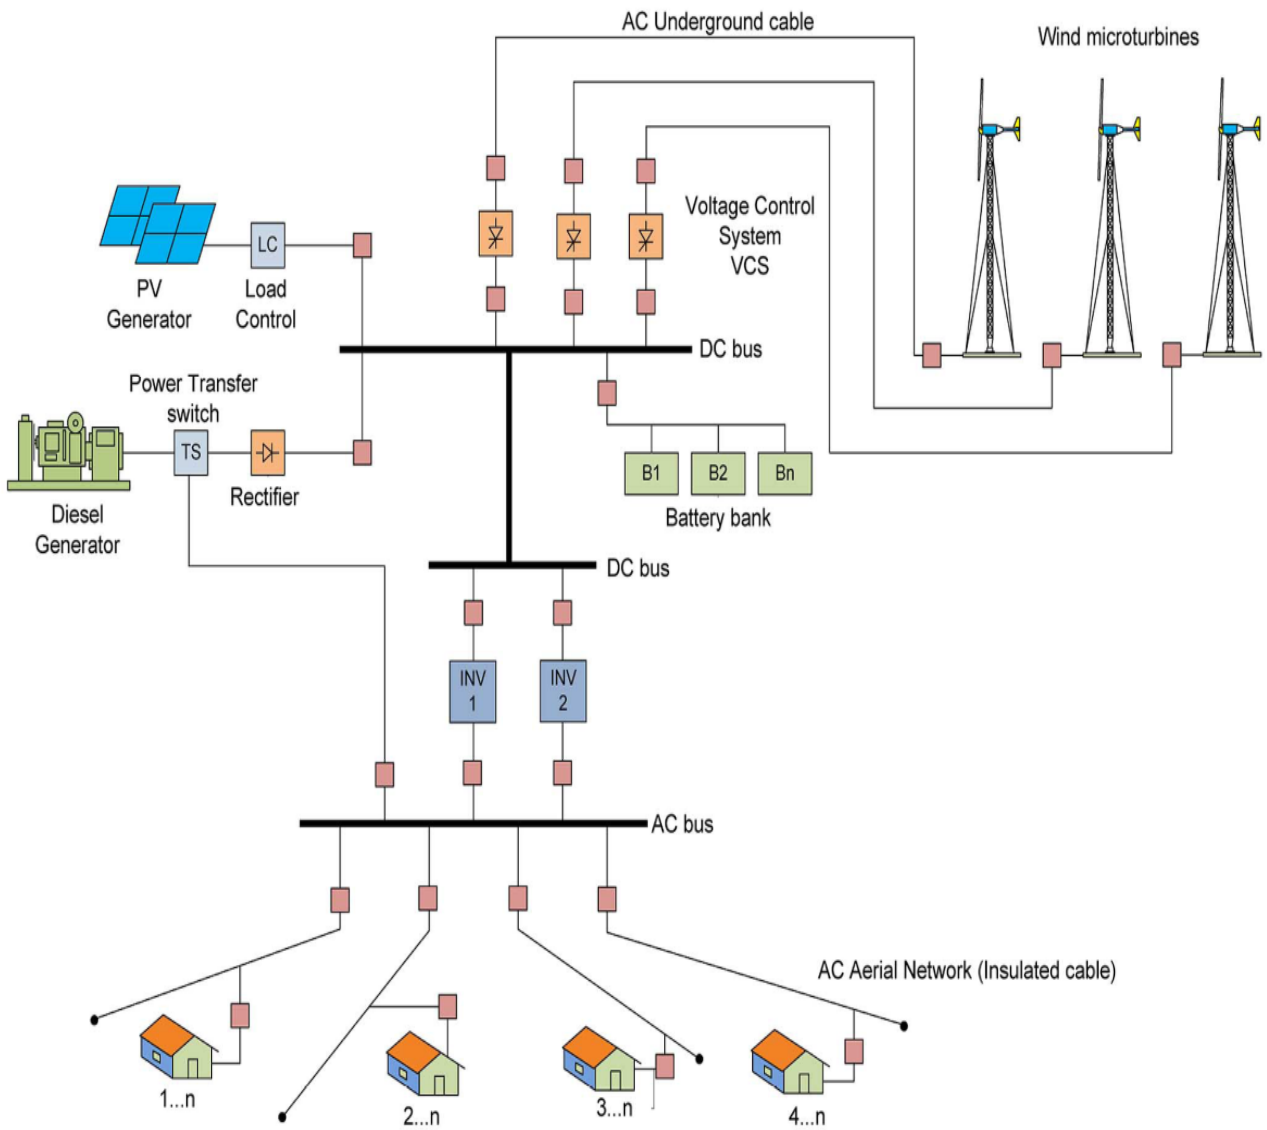 AC Underground cable
Wind microturbines
Voltage Control
System
VCS
LC
PV
Generator
Load
Control
DC bus
Power Transfer
switch
TS
Rectifier
Diesel
Generator
B1
B2
Bn
Battery bank
DC bus
INV
1
INV
2
AC bus
AC Aerial Network (Insulated cable)
1...n
2...n
3...n
4...n